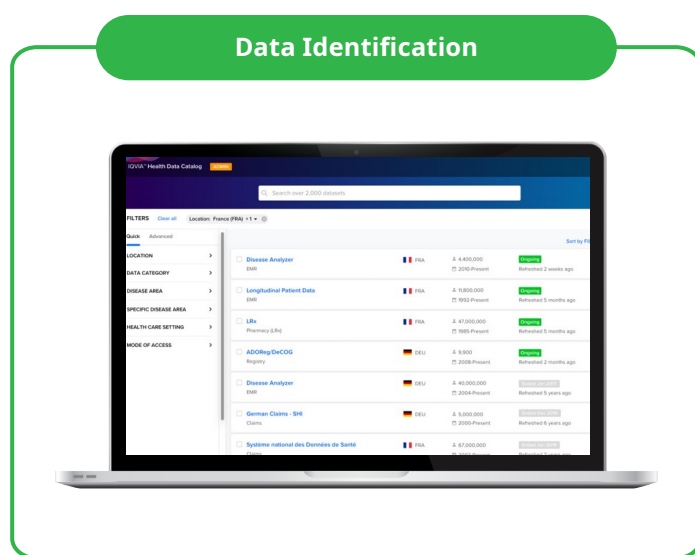 Data Identification
IQVIA™ Health Data Catalog ADMIN
Search over 2,000 datasets
FILTERS Clear all Location: France (FRA) +1
Quick Advanced
Sort by
LOCATION
DATA CATEGORY
DISEASE AREA
SPECIFIC DISEASE AREA
HEALTH CARE SETTING
MODE OF ACCESS
Disease Analyzer FRA 4,400,000 Ongoing
EMR 2010-Present Refreshed 2 weeks ago
Longitudinal Patient Data FRA 11,800,000 Ongoing
EMR 1992-Present Refreshed 5 months ago
LRx FRA 47,000,000 Ongoing
Pharmacy (LRx) 1985-Present Refreshed 5 months ago
ADOReg/DeCOG DEU 9,900 Ongoing
Registry 2008-Present Refreshed 2 months ago
Disease Analyzer DEU 40,000,000
EMR 2004-Present Refreshed 5 years ago
German Claims - SHI DEU 5,000,000
Claims 2000-Present Refreshed 6 years ago
Système national des Données de Santé FRA 67,000,000
Claims